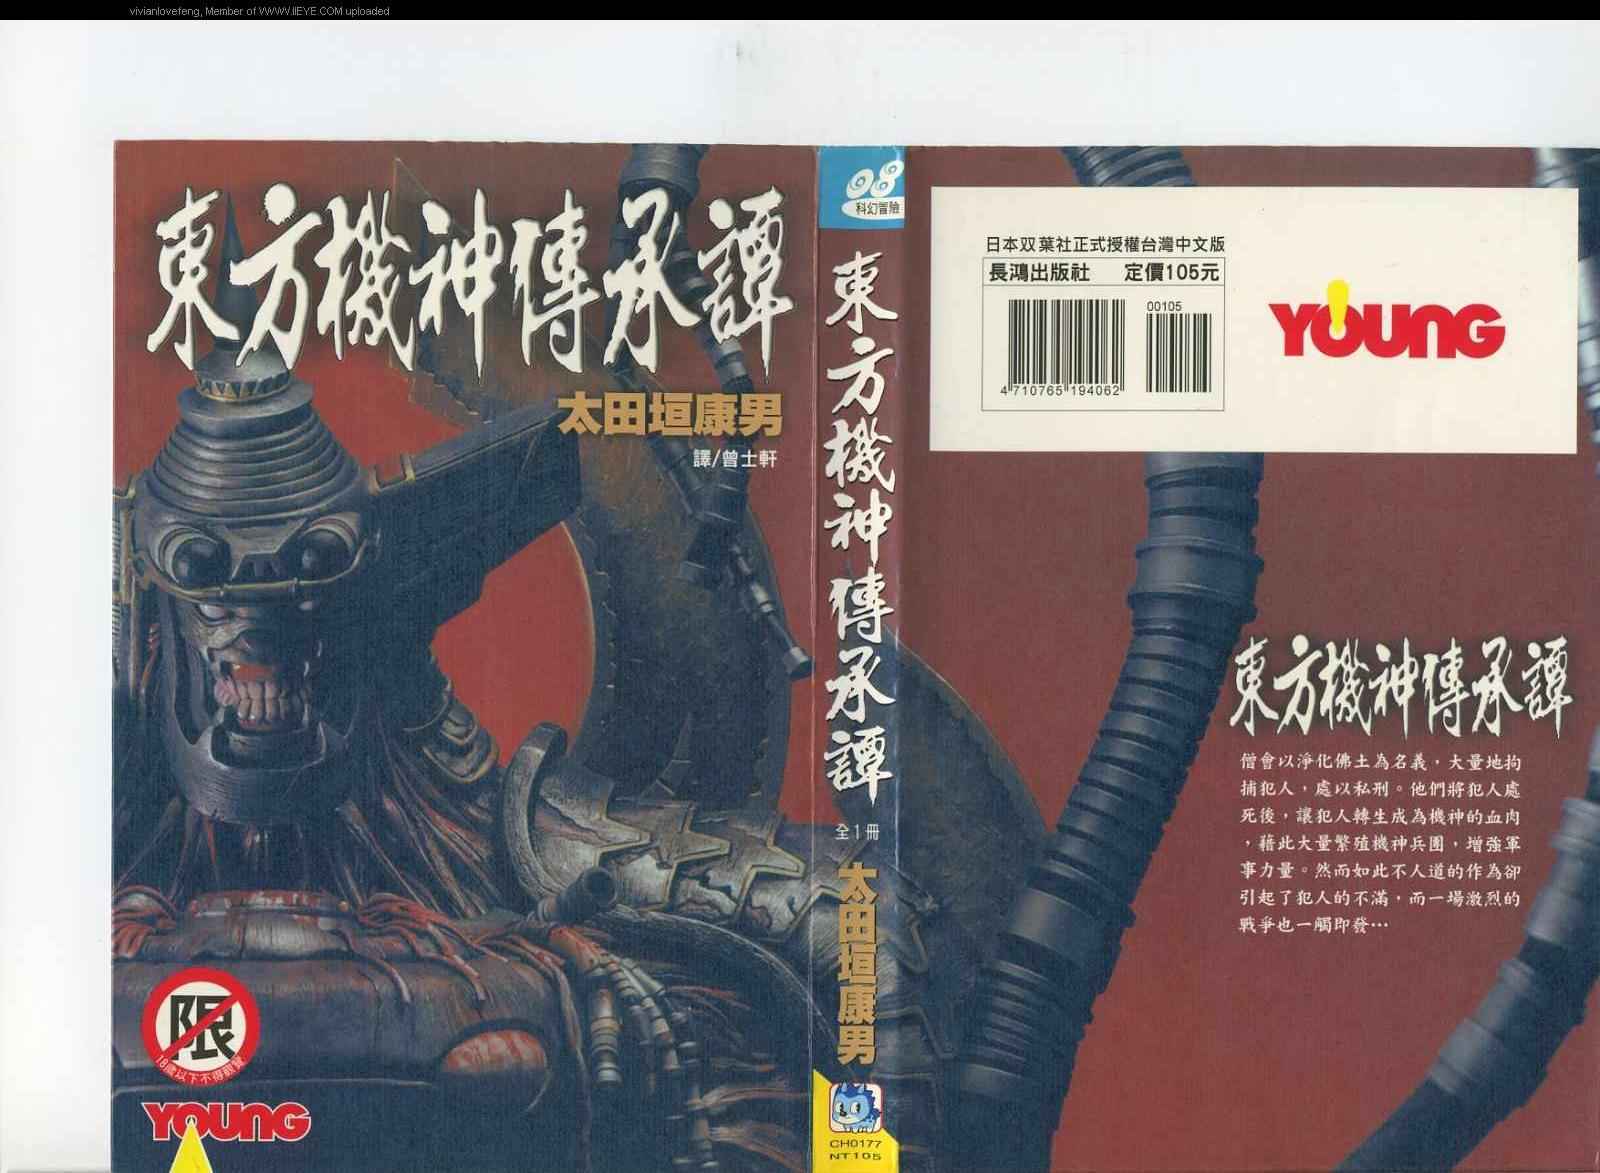 vivianlovefeng, Member of WWW.IIEYE.COM uploaded
東方機神傳承譚
太田垣康男
譯/曾士軒
限
18歲以下不得觀覽
YOUNG
科幻冒險
東方機神傳承譚
全1冊
太田垣康男
CH0177
NT105
日本双葉社正式授權台灣中文版
長鴻出版社 定價105元
00105
4 710765 194062
YOUNG
東方機神傳承譚
僧會以淨化佛土為名義，大量地拘
捕犯人，處以私刑。他們將犯人處
死後，讓犯人轉生成為機神的血肉
，藉此大量繁殖機神兵團，增強軍
事力量。然而如此不人道的作為卻
引起了犯人的不滿，而一場激烈的
戰爭也一觸即發…